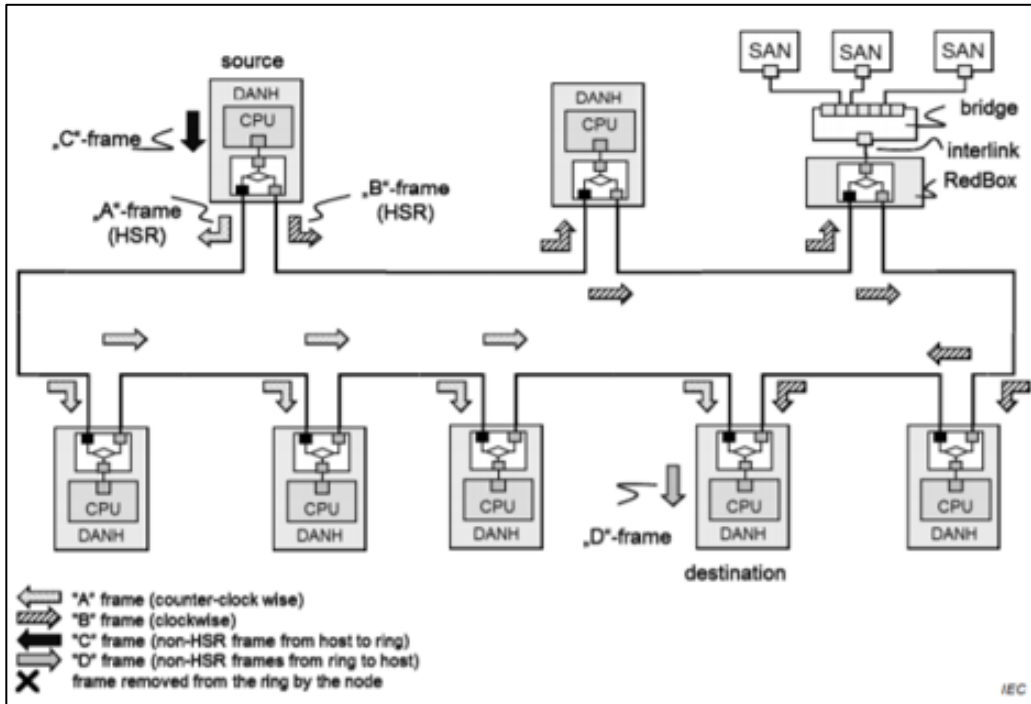 source
DANH
CPU
„C“-frame
„A“-frame
(HSR)
„B“-frame
(HSR)
DANH
CPU
SAN
SAN
SAN
bridge
interlink
RedBox
CPU
DANH
CPU
DANH
CPU
DANH
CPU
DANH
CPU
DANH
„D“-frame
destination
"A" frame (counter-clock wise)
"B" frame (clockwise)
"C" frame (non-HSR frame from host to ring)
"D" frame (non-HSR frames from ring to host)
frame removed from the ring by the node
IEC